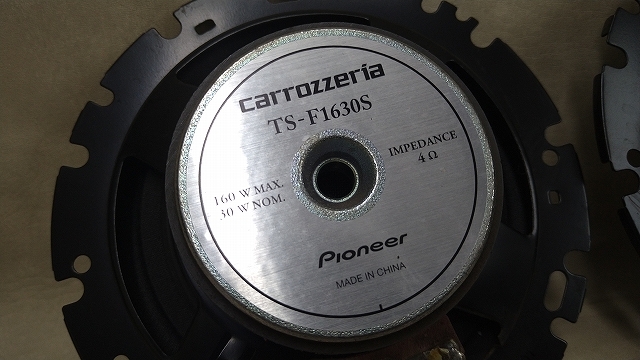 carrozzeria
TS-F1630S
IMPEDANCE
4 Ω
160 W MAX.
30 W NOM.
Pioneer
MADE IN CHINA